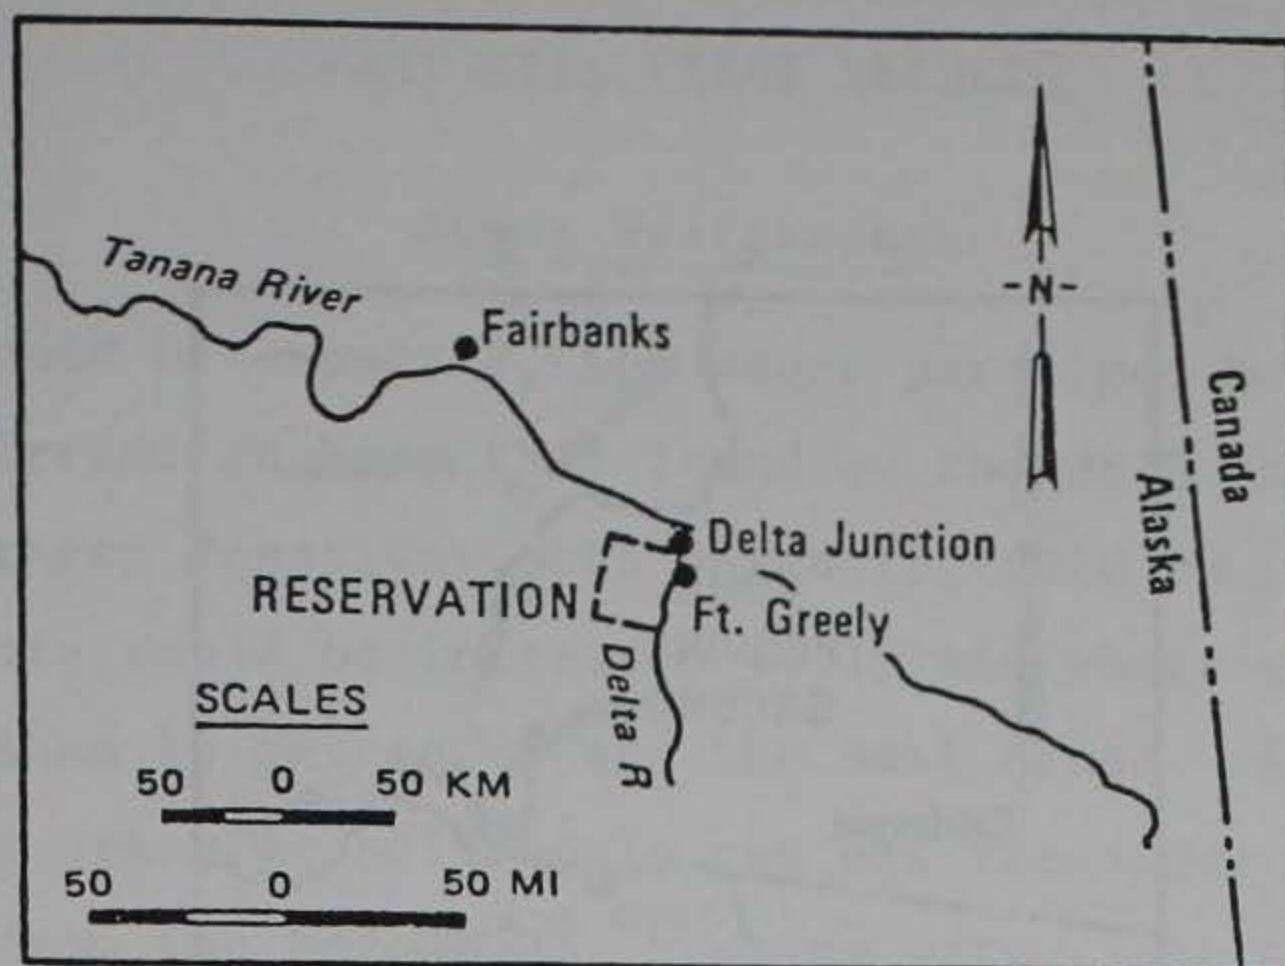 Tanana River
Fairbanks
- N -
Canada
Alaska
Delta Junction
RESERVATION
Ft. Greely
Delta R
SCALES
50 0 50 KM
50 0 50 MI